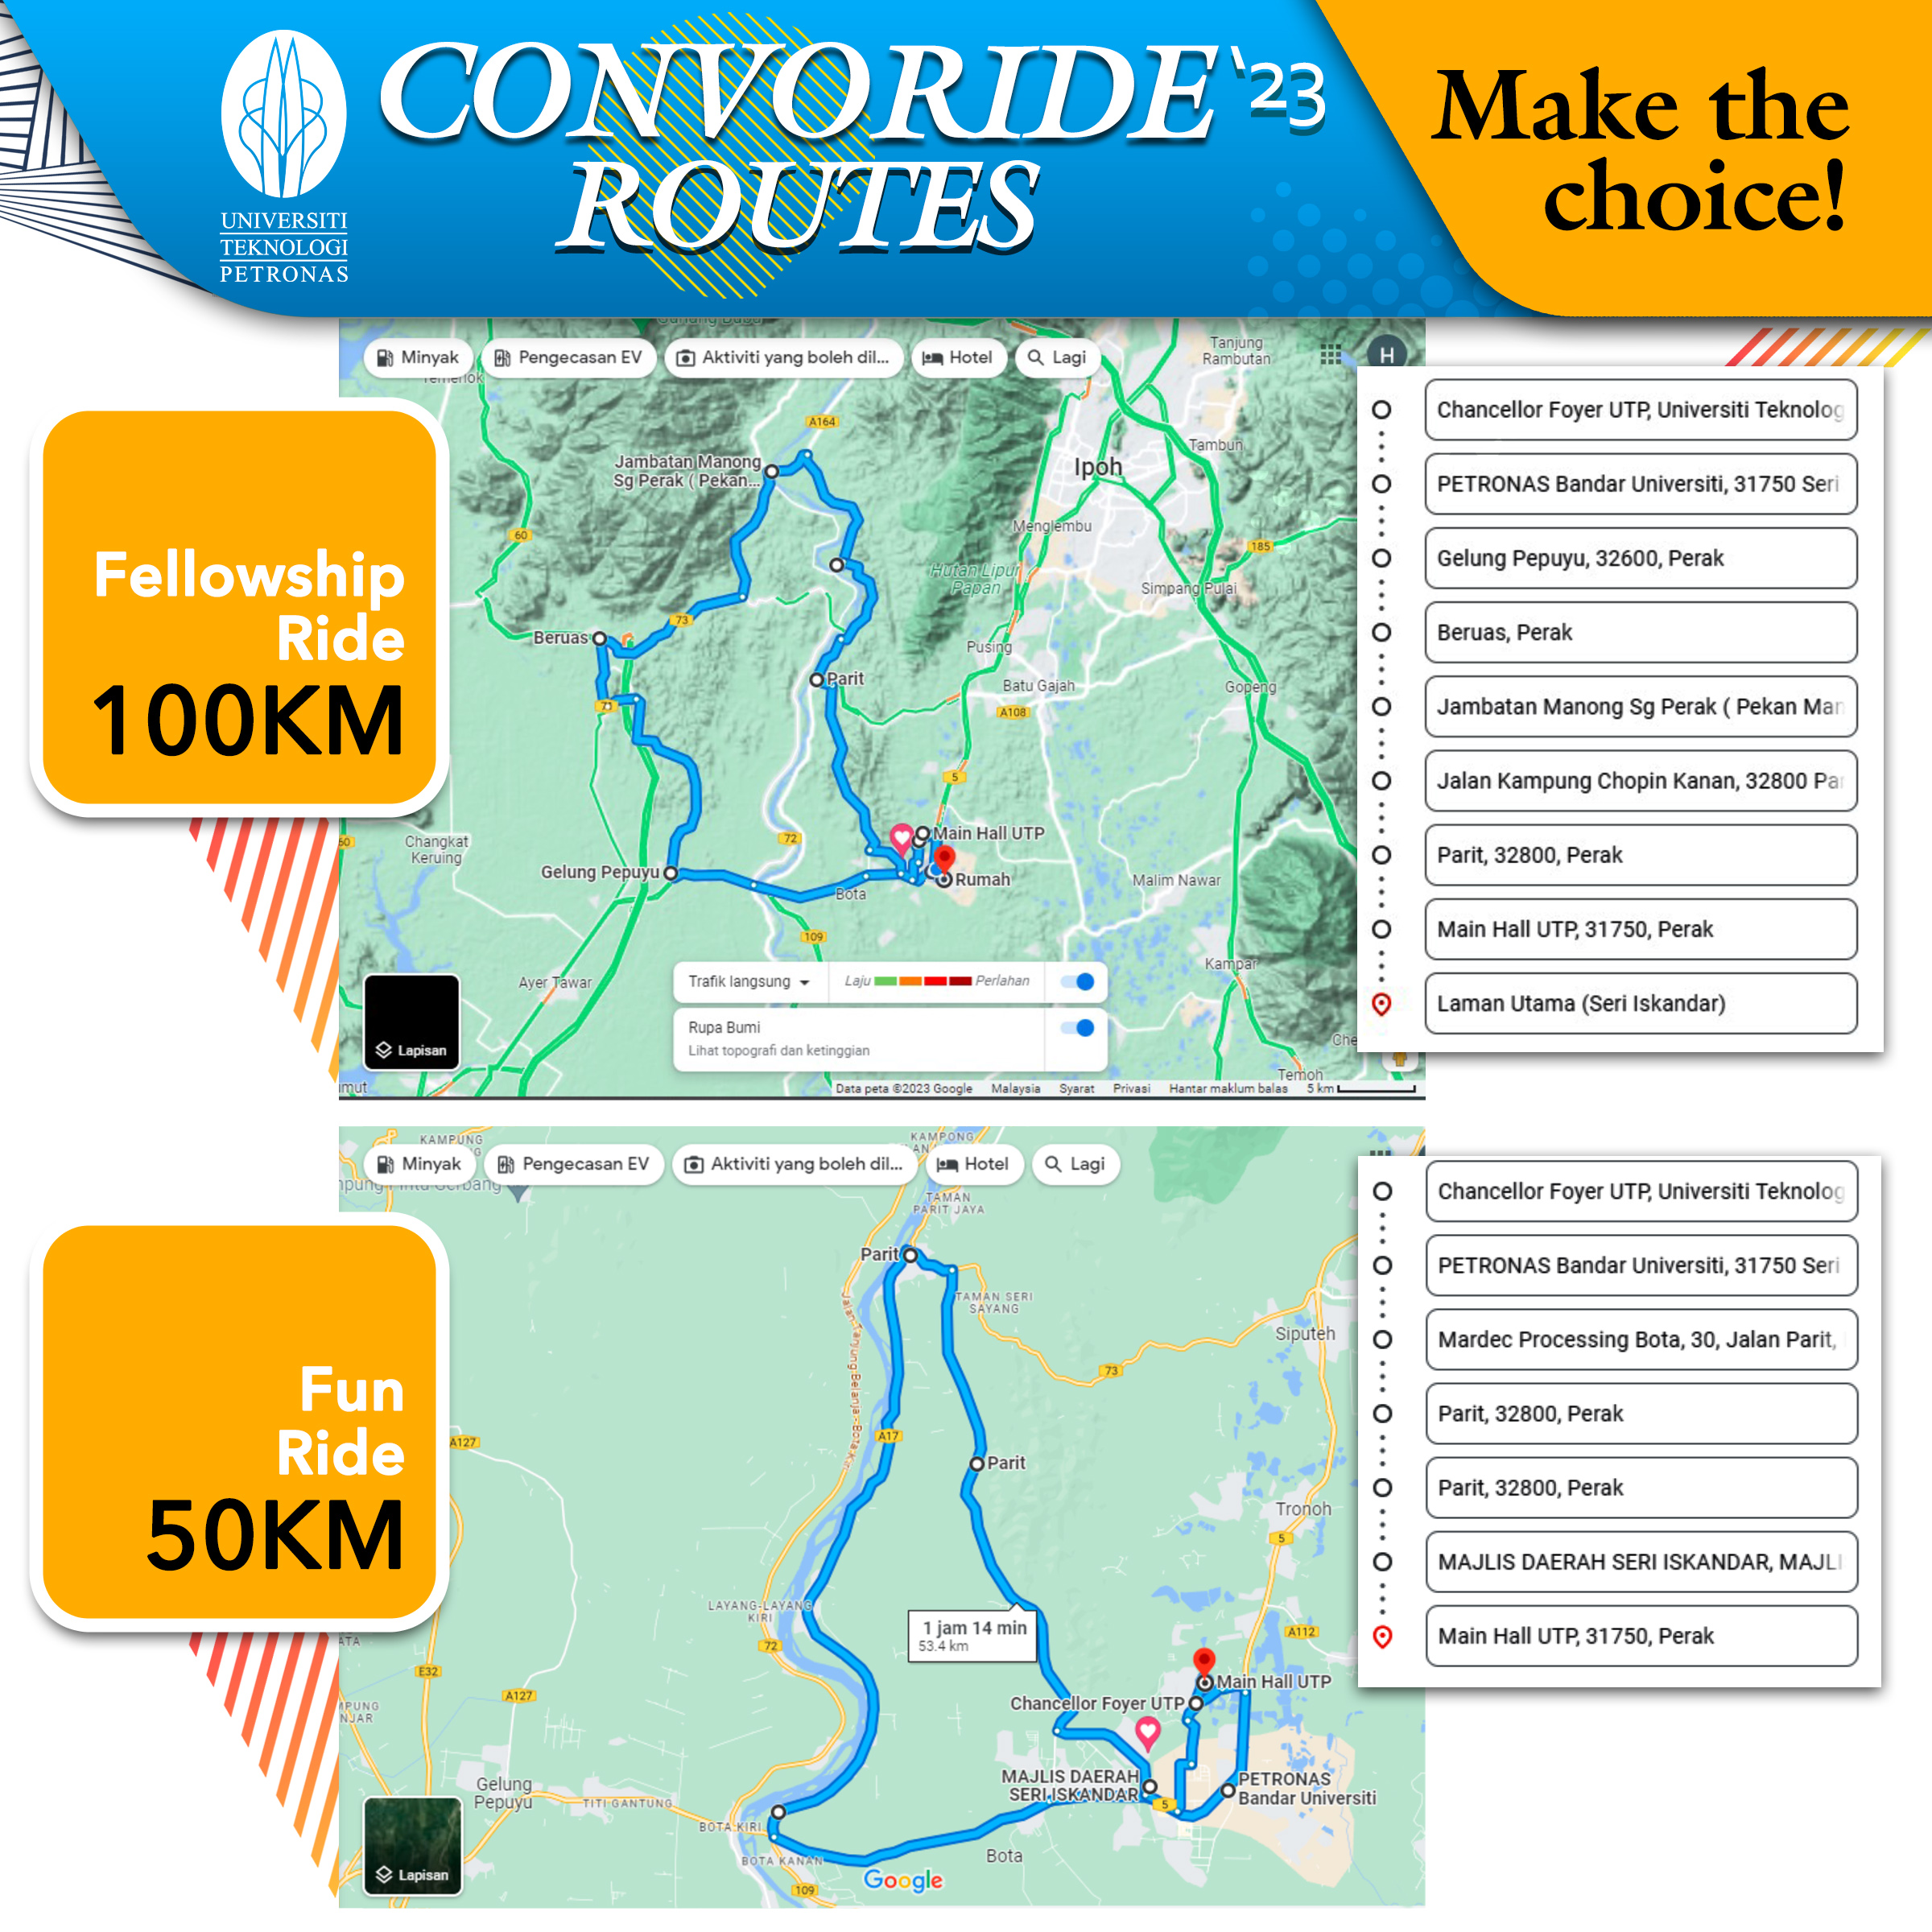 UNIVERSITI
TEKNOLOGI
PETRONAS
CONVORIDE '23
ROUTES
Make the
choice!
Fellowship
Ride
100KM
Minyak
Pengecasan EV
Aktiviti yang boleh dil...
Hotel
Lagi
H
Tanjung
Rambutan
A164
Jambatan Manong
Sg Perak ( Pekan...
Ipoh
Tambun
Menglembu
60
185
Hutan Lipur
Papan
Simpang Pulai
73
Beruas
Pusing
Parit
Batu Gajah
Gopeng
73
A108
5
Main Hall UTP
60
Changkat
Keruing
72
Gelung Pepuyu
Rumah
Bota
Malim Nawar
109
Kampar
Ayer Tawar
Trafik langsung
Laju
Perlahan
Rupa Bumi
Lihat topografi dan ketinggian
Lapisan
Temoh
Data peta ©2023 Google
Malaysia
Syarat
Privasi
Hantar maklum balas
5 km
Chancellor Foyer UTP, Universiti Teknolog
PETRONAS Bandar Universiti, 31750 Seri
Gelung Pepuyu, 32600, Perak
Beruas, Perak
Jambatan Manong Sg Perak ( Pekan Man
Jalan Kampung Chopin Kanan, 32800 Par
Parit, 32800, Perak
Main Hall UTP, 31750, Perak
Laman Utama (Seri Iskandar)
Fun
Ride
50KM
KAMPUNG
KAMPONG
Minyak
Pengecasan EV
Aktiviti yang boleh dil...
Hotel
Lagi
TAMAN
PARIT JAYA
Parit
TAMAN SERI
SAYANG
Siputeh
73
A17
A127
Parit
Tronoh
5
LAYANG-LAYANG
KIRI
1 jam 14 min
53.4 km
72
A112
E32
A127
Main Hall UTP
Chancellor Foyer UTP
MAJLIS DAERAH
SERI ISKANDAR
PETRONAS
Bandar Universiti
5
Gelung
Pepuyu
TITI GANTUNG
BOTA KIRI
BOTA KANAN
Bota
109
Lapisan
Google
Chancellor Foyer UTP, Universiti Teknolog
PETRONAS Bandar Universiti, 31750 Seri
Mardec Processing Bota, 30, Jalan Parit,
Parit, 32800, Perak
Parit, 32800, Perak
MAJLIS DAERAH SERI ISKANDAR, MAJLI
Main Hall UTP, 31750, Perak